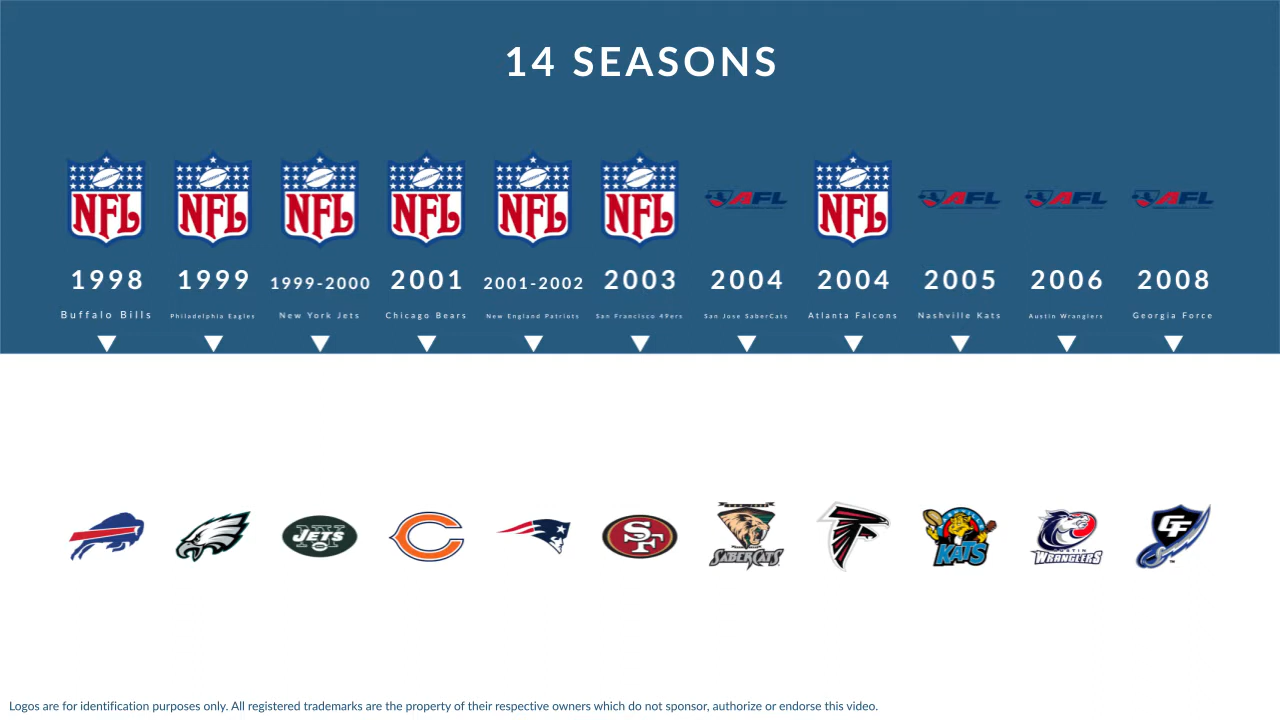 14 SEASONS
NFL NFL NFL NFL NFL NFL AFL NFL AFL AFL AFL
1998 1999 1999-2000 2001 2001-2002 2003 2004 2004 2005 2006 2008
Buffalo Bills Philadelphia Eagles New York Jets Chicago Bears New England Patriots San Francisco 49ers San Jose SaberCats Atlanta Falcons Nashville Kats Austin Wranglers Georgia Force
NY JETS C SF SABERCATS KATS AUSTIN WRANGLERS GF TM
Logos are for identification purposes only. All registered trademarks are the property of their respective owners which do not sponsor, authorize or endorse this video.